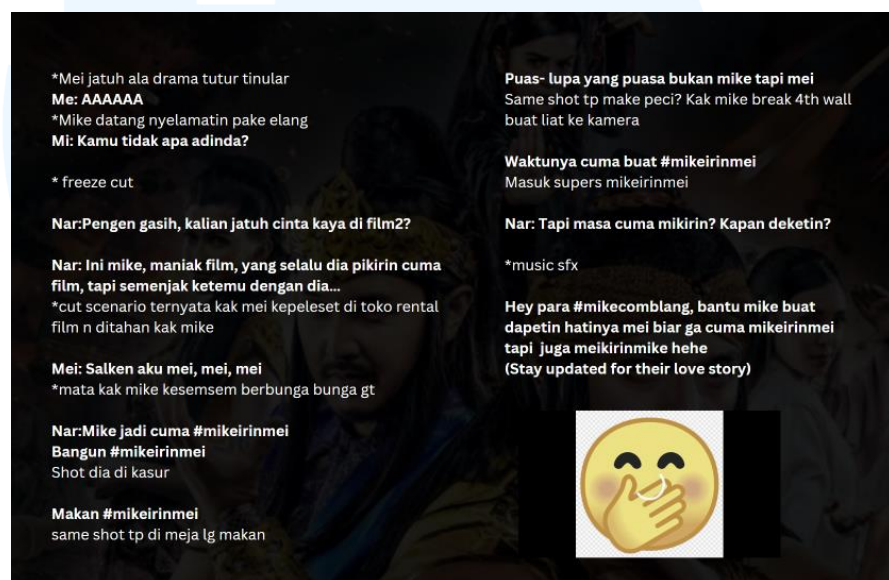 *Mei jatuh ala drama tutur tinular
Me: AAAAAA
*Mike datang nyelamatin pake elang
Mi: Kamu tidak apa adinda?
* freeze cut
Nar:Pengen gasih, kalian jatuh cinta kaya di film2?
Nar: Ini mike, maniak film, yang selalu dia pikirin cuma
film, tapi semenjak ketemu dengan dia...
*cut scenario ternyata kak mei kepeleset di toko rental
film n ditahan kak mike
Mei: Salken aku mei, mei, mei
*mata kak mike kesemsem berbunga bunga gt
Nar:Mike jadi cuma #mikeirinmei
Bangun #mikeirinmei
Shot dia di kasur
Makan #mikeirinmei
same shot tp di meja lg makan
Puas- lupa yang puasa bukan mike tapi mei
Same shot tp make peci? Kak mike break 4th wall
buat liat ke kamera
Waktunya cuma buat #mikeirinmei
Masuk supers mikeirinmei
Nar: Tapi masa cuma mikirin? Kapan deketin?
*music sfx
Hey para #mikecomblang, bantu mike buat
dapetin hatinya mei biar ga cuma mikeirinmei
tapi  juga meikirinmike hehe
(Stay updated for their love story)